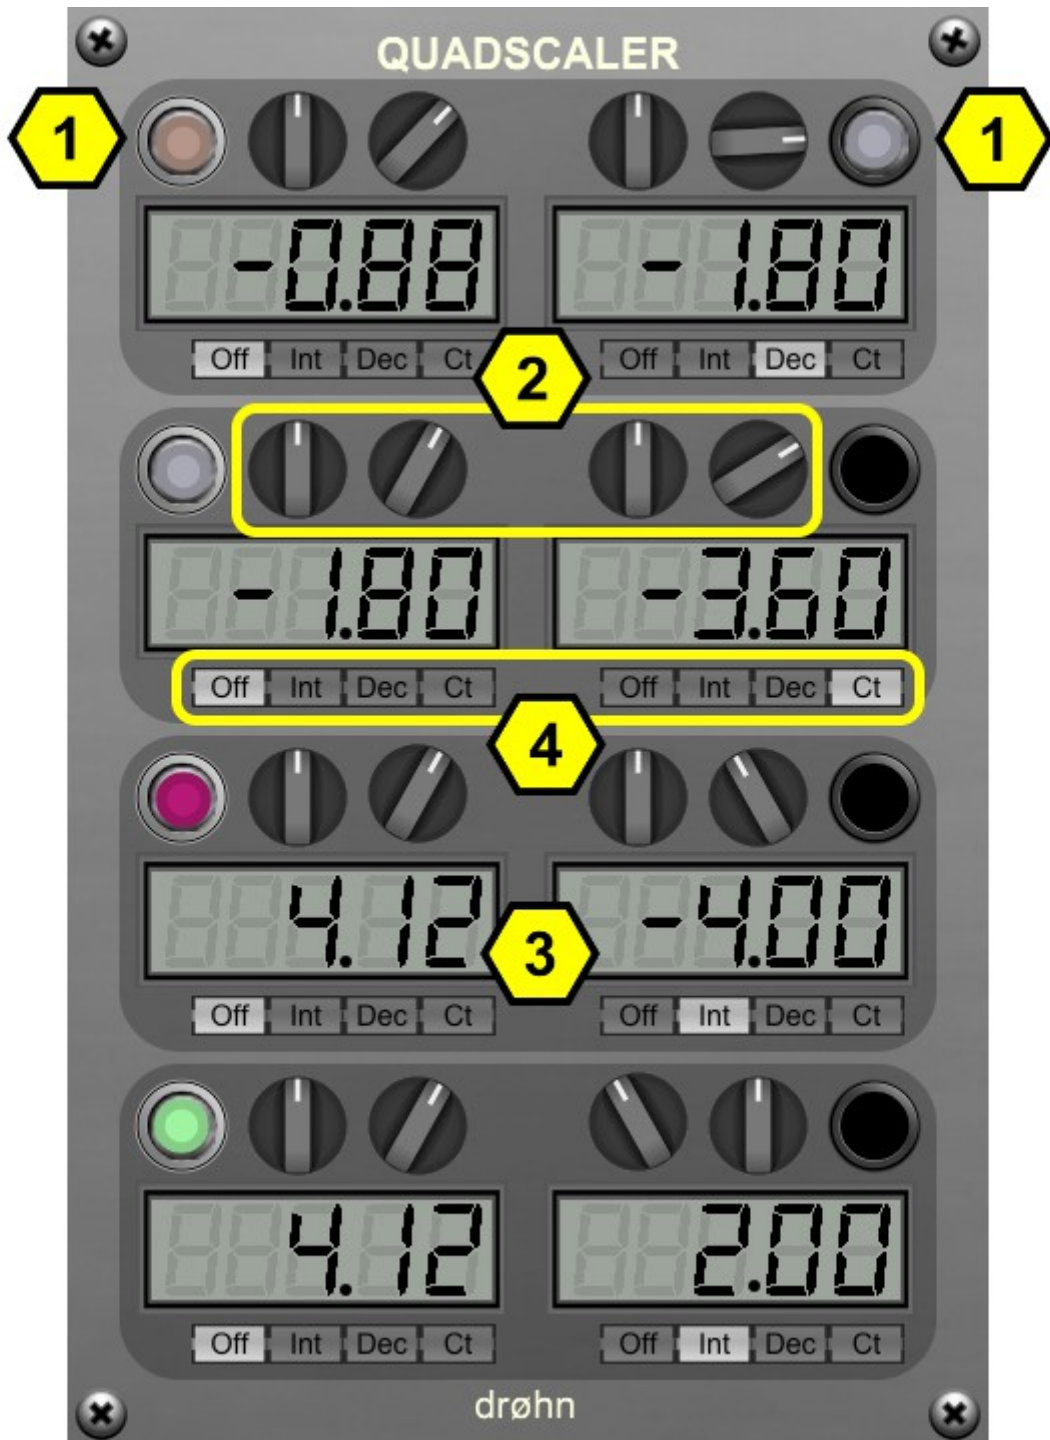 QUADSCALER
1 1
-0.88 -1.80
Off Int Dec Ct Off Int Dec Ct
2
-1.80 -3.60
Off Int Dec Ct Off Int Dec Ct
4
4.12 -4.00
3
Off Int Dec Ct Off Int Dec Ct
4.12 2.00
Off Int Dec Ct Off Int Dec Ct
drøhn